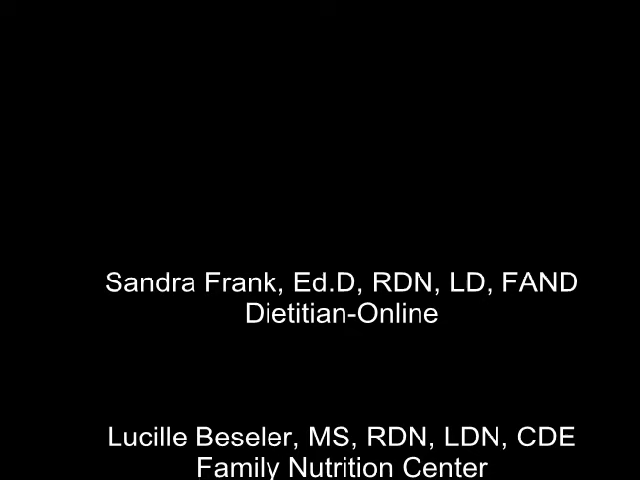 Sandra Frank, Ed.D, RDN, LD, FAND
Dietitian-Online
Lucille Beseler, MS, RDN, LDN, CDE
Family Nutrition Center